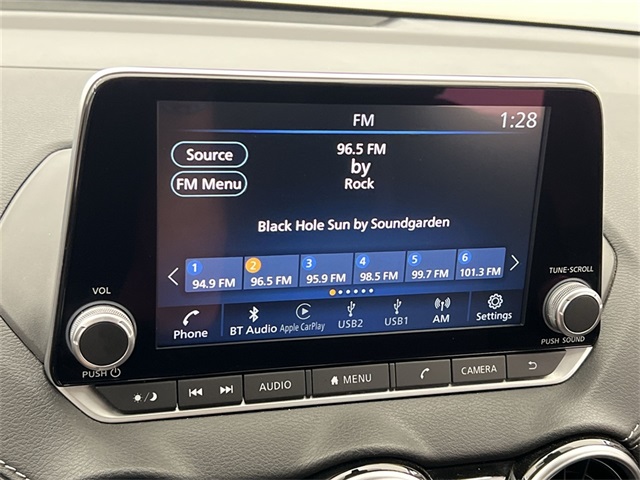 FM
1:28
Source
96.5 FM
by
FM Menu
Rock
Black Hole Sun by Soundgarden
1
94.9 FM
2
96.5 FM
3
95.9 FM
4
98.5 FM
5
99.7 FM
6
101.3 FM
Phone
BT Audio
Apple CarPlay
USB2
USB1
AM
Settings
VOL
PUSH
TUNE·SCROLL
PUSH SOUND
AUDIO
MENU
CAMERA